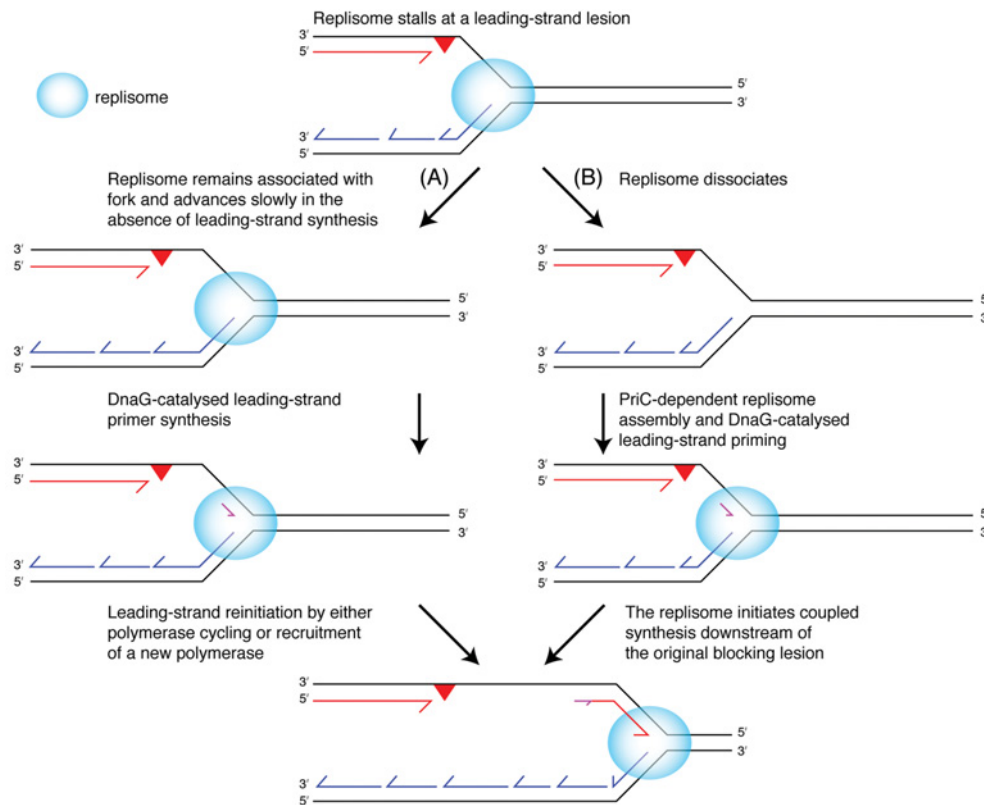 Replisome stalls at a leading-strand lesion
3′
5′
5′
3′
replisome
3′
5′
Replisome remains associated with
fork and advances slowly in the
absence of leading-strand synthesis
(A)
(B)
Replisome dissociates
3′
5′
5′
3′
3′
5′
3′
5′
5′
3′
3′
5′
DnaG-catalysed leading-strand
primer synthesis
PriC-dependent replisome
assembly and DnaG-catalysed
leading-strand priming
3′
5′
5′
3′
3′
5′
3′
5′
5′
3′
3′
5′
Leading-strand reinitiation by either
polymerase cycling or recruitment
of a new polymerase
The replisome initiates coupled
synthesis downstream of
the original blocking lesion
3′
5′
5′
3′
3′
5′